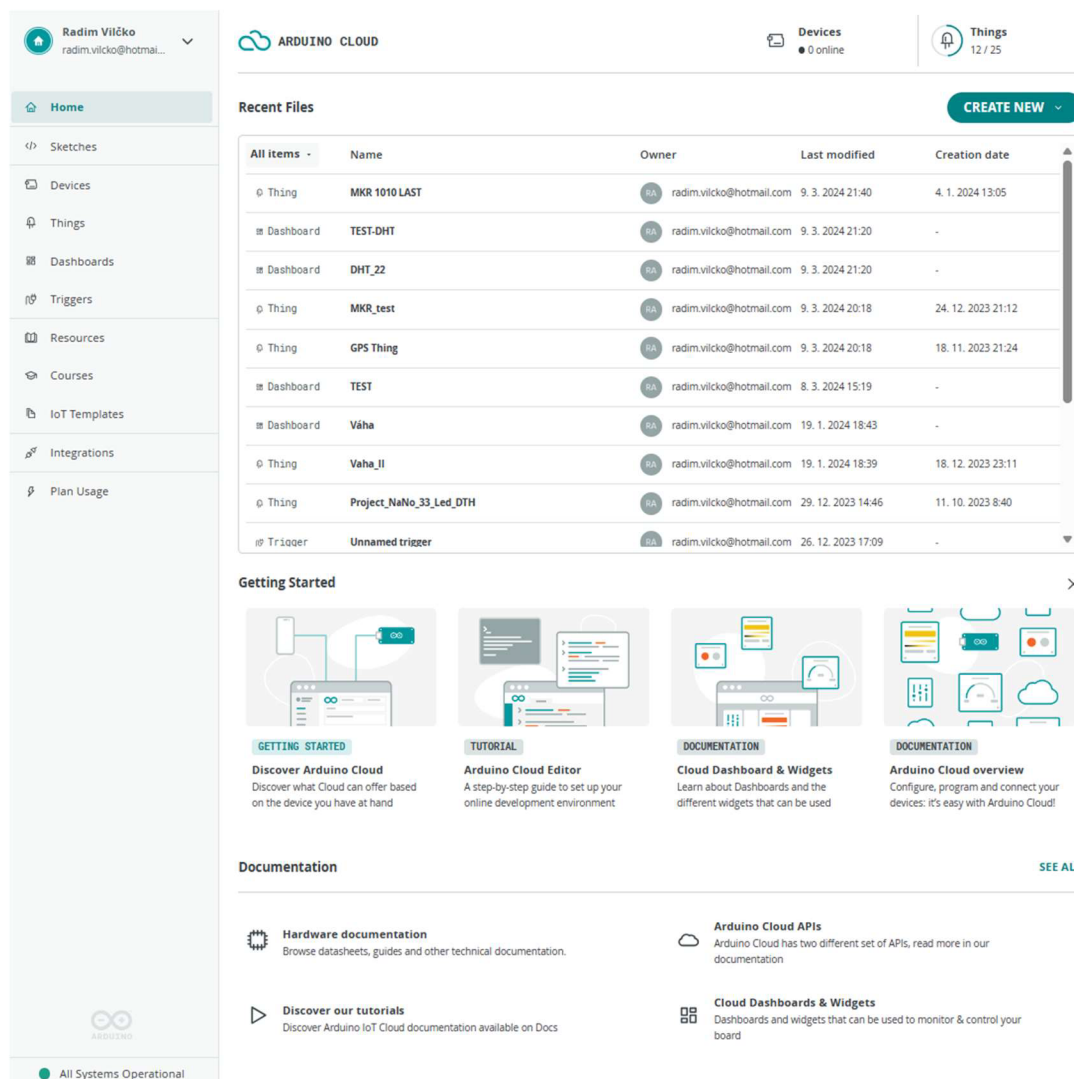 Radim Vilčko
radim.vilcko@hotmai...
ARDUINO CLOUD
Devices
0 online
Things
12 / 25
Home
Sketches
Devices
Things
Dashboards
Triggers
Resources
Courses
IoT Templates
Integrations
Plan Usage
ARDUINO
All Systems Operational
Recent Files
CREATE NEW
All items Name Owner Last modified Creation date
Thing MKR 1010 LAST RA radim.vilcko@hotmail.com 9. 3. 2024 21:40 4. 1. 2024 13:05
Dashboard TEST-DHT RA radim.vilcko@hotmail.com 9. 3. 2024 21:20 -
Dashboard DHT_22 RA radim.vilcko@hotmail.com 9. 3. 2024 21:20 -
Thing MKR_test RA radim.vilcko@hotmail.com 9. 3. 2024 20:18 24. 12. 2023 21:12
Thing GPS Thing RA radim.vilcko@hotmail.com 9. 3. 2024 20:18 18. 11. 2023 21:24
Dashboard TEST RA radim.vilcko@hotmail.com 8. 3. 2024 15:19 -
Dashboard Váha RA radim.vilcko@hotmail.com 19. 1. 2024 18:43 -
Thing Vaha_II RA radim.vilcko@hotmail.com 19. 1. 2024 18:39 18. 12. 2023 23:11
Thing Project_NaNo_33_Led_DTH RA radim.vilcko@hotmail.com 29. 12. 2023 14:46 11. 10. 2023 8:40
Trigger Unnamed trigger RA radim.vilcko@hotmail.com 26. 12. 2023 17:09 -
Getting Started
GETTING STARTED
Discover Arduino Cloud
Discover what Cloud can offer based
on the device you have at hand
TUTORIAL
Arduino Cloud Editor
A step-by-step guide to set up your
online development environment
DOCUMENTATION
Cloud Dashboard & Widgets
Learn about Dashboards and the
different widgets that can be used
DOCUMENTATION
Arduino Cloud overview
Configure, program and connect your
devices: it's easy with Arduino Cloud!
Documentation
SEE AL
Hardware documentation
Browse datasheets, guides and other technical documentation.
Arduino Cloud APIs
Arduino Cloud has two different set of APIs, read more in our
documentation
Discover our tutorials
Discover Arduino IoT Cloud documentation available on Docs
Cloud Dashboards & Widgets
Dashboards and widgets that can be used to monitor & control your
board